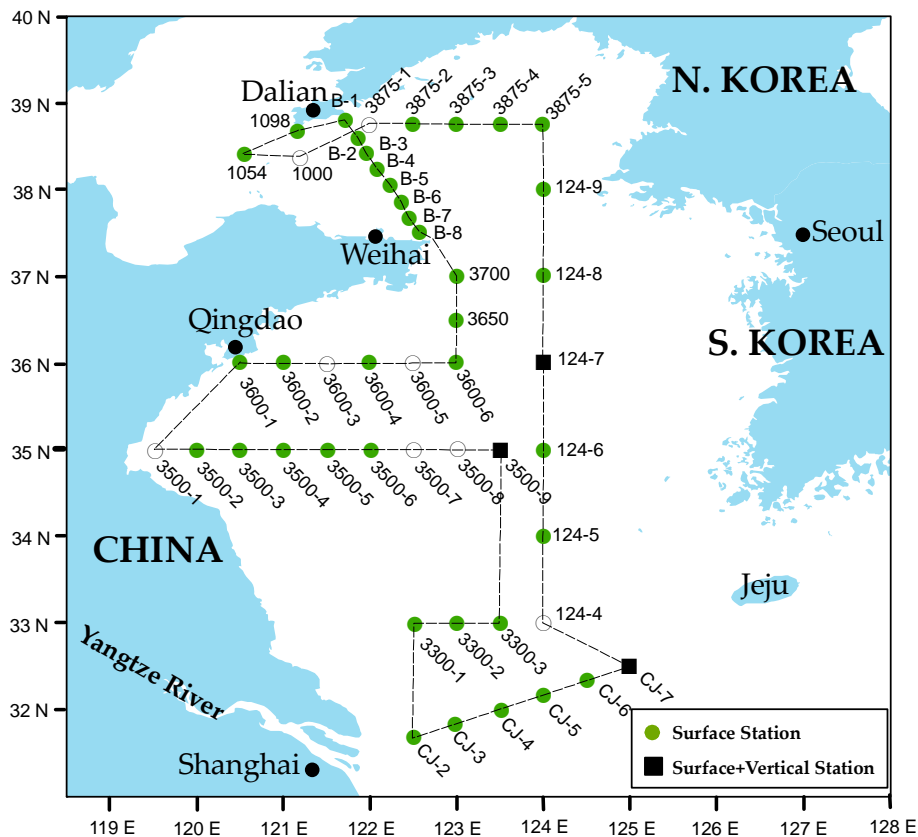 40 N
39 N
38 N
37 N
36 N
35 N
34 N
33 N
32 N
119 E
120 E
121 E
122 E
123 E
124 E
125 E
126 E
127 E
128 E
N. KOREA
S. KOREA
CHINA
Dalian
Weihai
Qingdao
Seoul
Jeju
Yangtze River
Shanghai
1098
1054
1000
B-1
B-2
B-3
B-4
B-5
B-6
B-7
B-8
3875-1
3875-2
3875-3
3875-4
3875-5
124-9
124-8
124-7
124-6
124-5
124-4
3700
3650
3600-1
3600-2
3600-3
3600-4
3600-5
3600-6
3500-1
3500-2
3500-3
3500-4
3500-5
3500-6
3500-7
3500-8
3500-9
3300-1
3300-2
3300-3
CJ-2
CJ-3
CJ-4
CJ-5
CJ-6
CJ-7
Surface Station
Surface+Vertical Station